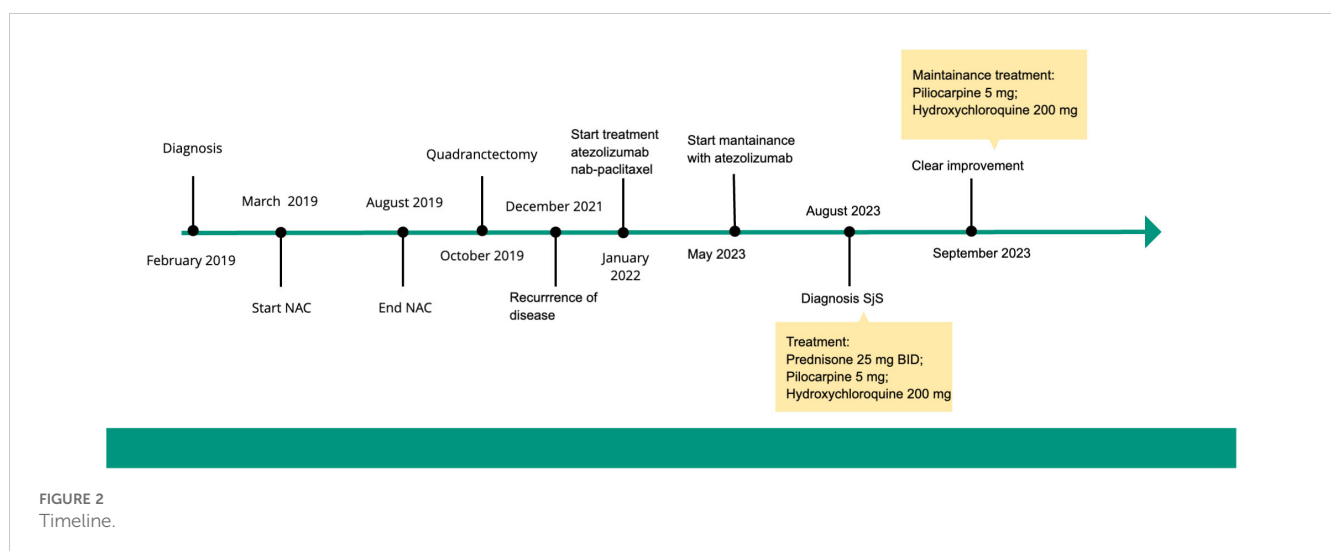 Diagnosis
February 2019
March 2019
Start NAC
August 2019
End NAC
Quadranctectomy
October 2019
December 2021
Recurrrence of
disease
Start treatment
atezolizumab
nab-paclitaxel
January
2022
Start mantainance
with atezolizumab
May 2023
August 2023
Diagnosis SjS
Treatment:
Prednisone 25 mg BID;
Pilocarpine 5 mg;
Hydroxychloroquine 200 mg
Maintainance treatment:
Piliocarpine 5 mg;
Hydroxychloroquine 200 mg
Clear improvement
September 2023
FIGURE 2
Timeline.